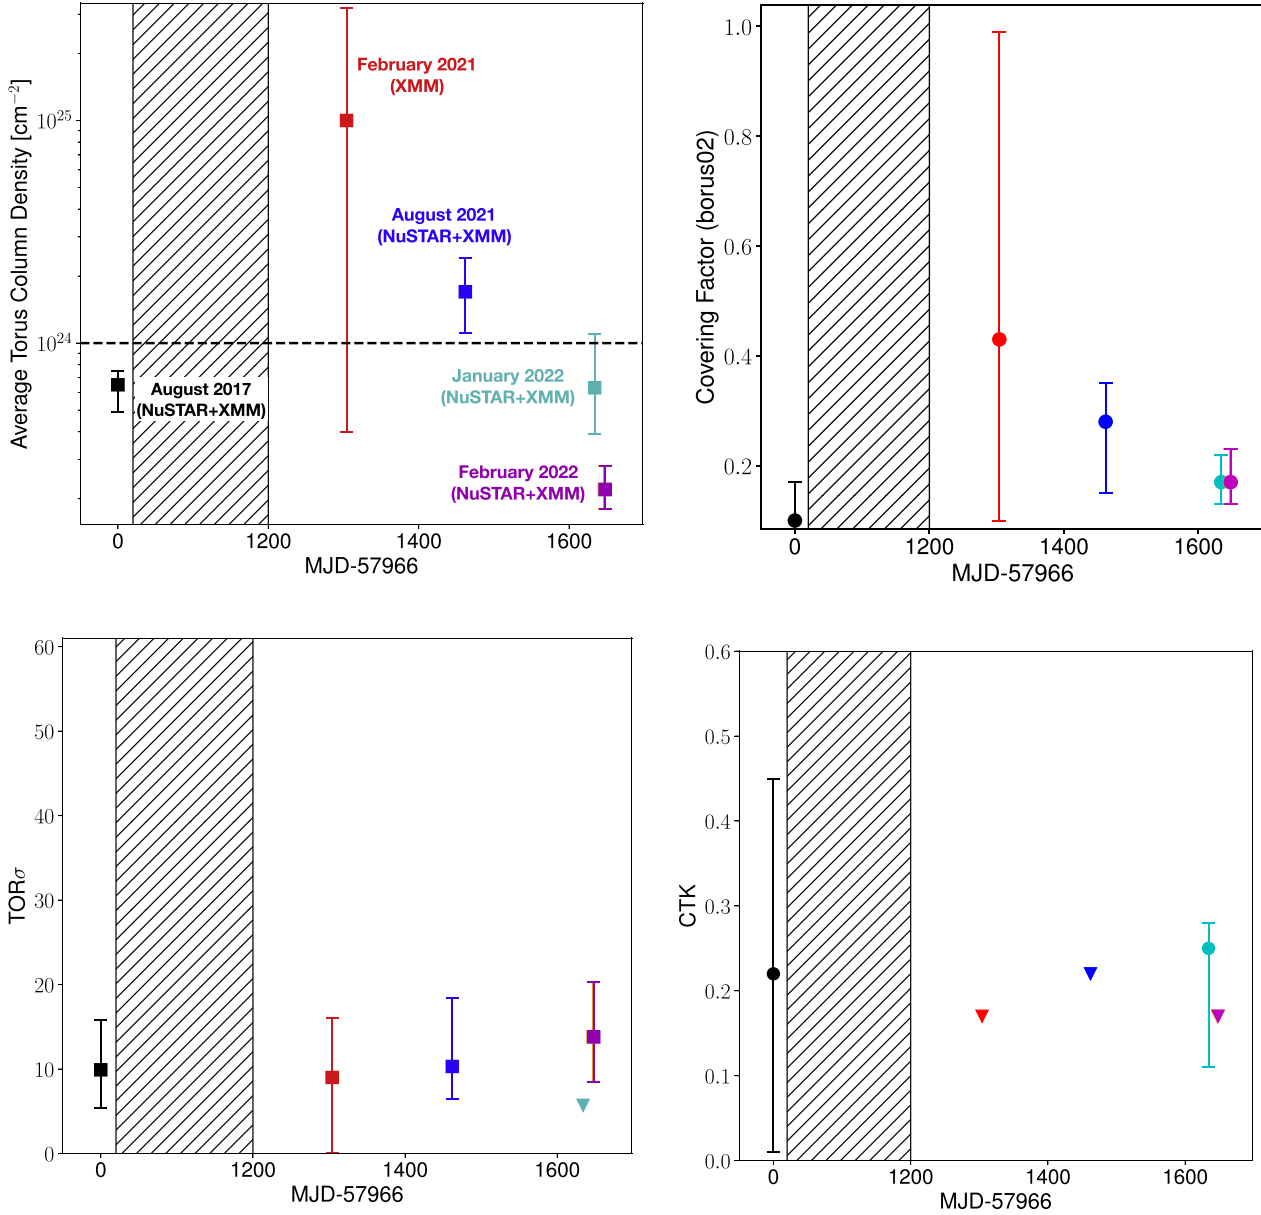 Average Torus Column Density [cm⁻²]
10²⁵
10²⁴
February 2021
(XMM)
August 2021
(NuSTAR+XMM)
August 2017
(NuSTAR+XMM)
January 2022
(NuSTAR+XMM)
February 2022
(NuSTAR+XMM)
0 1200 1400 1600
MJD-57966
Covering Factor (borus02)
1.0
0.8
0.6
0.4
0.2
0 1200 1400 1600
MJD-57966
TORσ
60
50
40
30
20
10
0
0 1200 1400 1600
MJD-57966
CTK
0.6
0.5
0.4
0.3
0.2
0.1
0.0
0 1200 1400 1600
MJD-57966